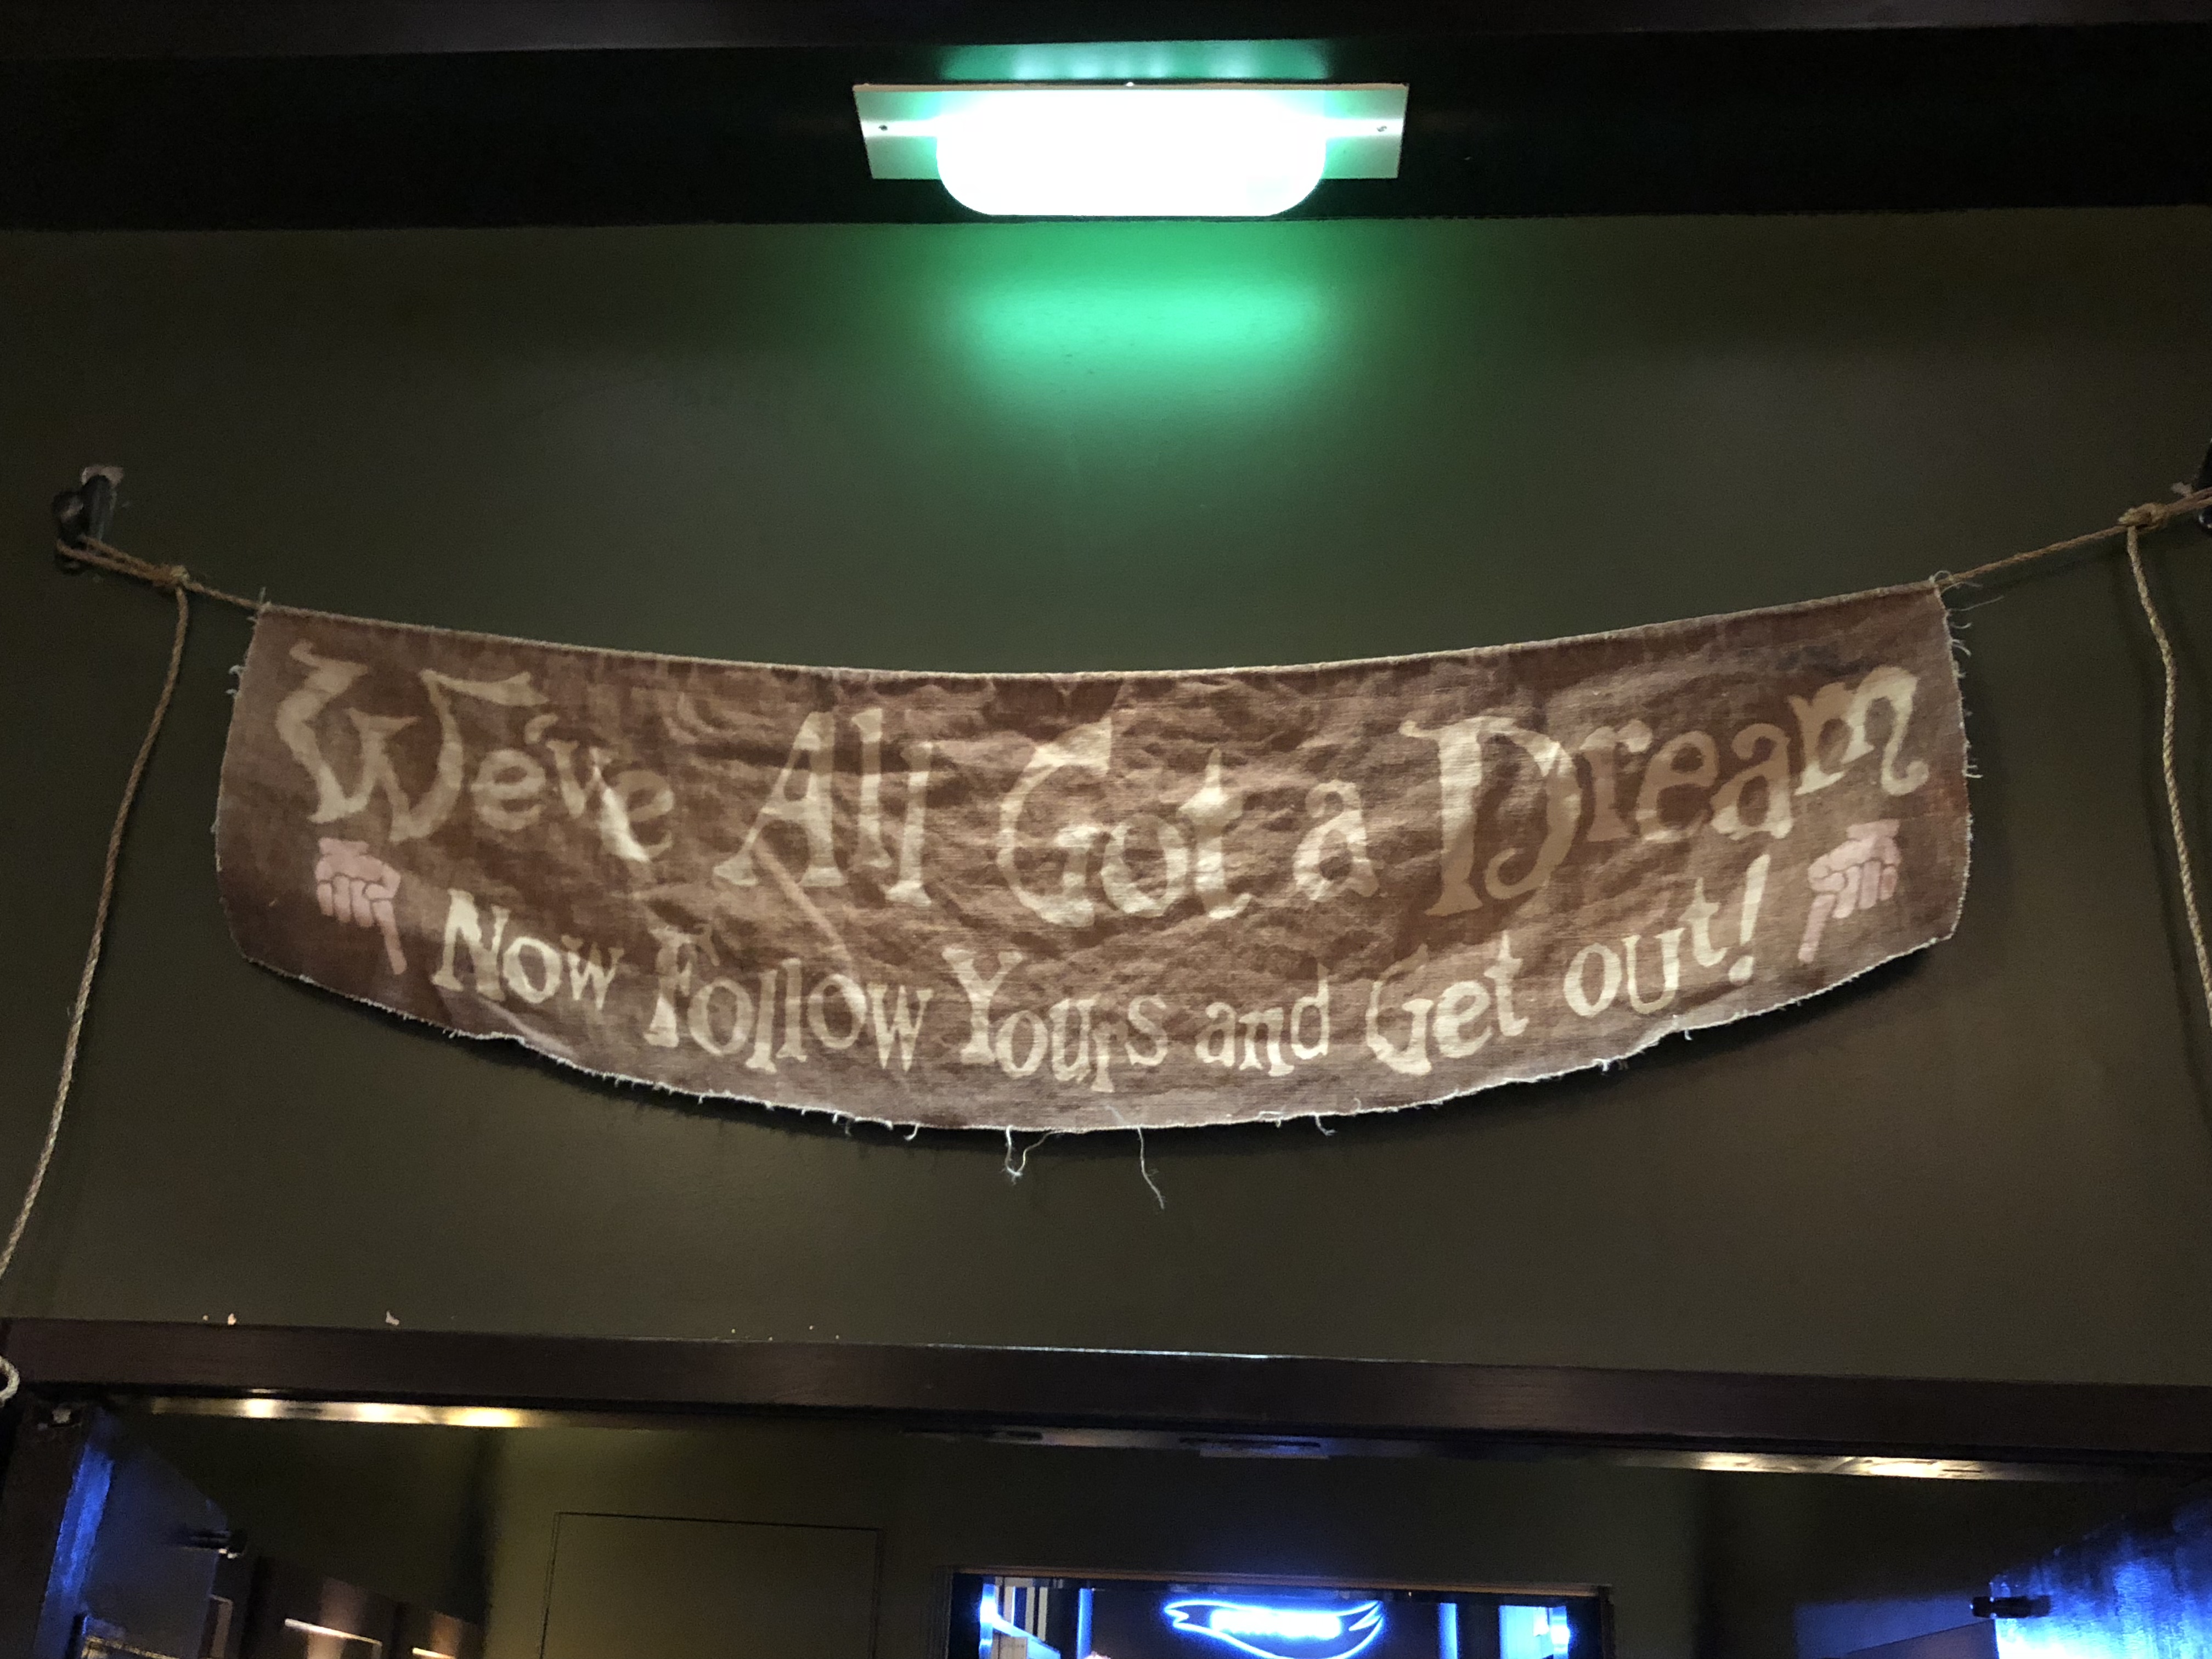 We've All Got a Dream
Now Follow Yours and Get out!